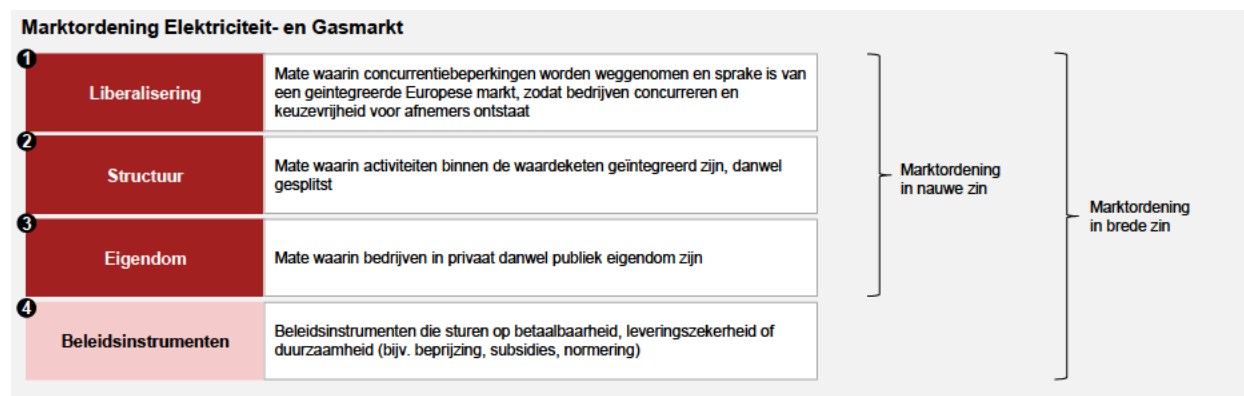 Marktordening Elektriciteit- en Gasmarkt
1
Liberalisering
Mate waarin concurrentiebeperkingen worden weggenomen en sprake is van
een geintegreerde Europese markt, zodat bedrijven concurreren en
keuzevrijheid voor afnemers ontstaat
2
Structuur
Mate waarin activiteiten binnen de waardeketen geïntegreerd zijn, danwel
gesplitst
3
Eigendom
Mate waarin bedrijven in privaat danwel publiek eigendom zijn
4
Beleidsinstrumenten
Beleidsinstrumenten die sturen op betaalbaarheid, leveringszekerheid of
duurzaamheid (bijv. beprijzing, subsidies, normering)
Marktordening
in nauwe zin
Marktordening
in brede zin